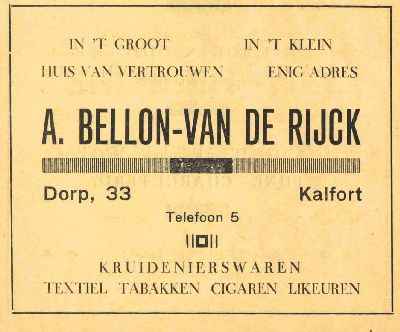 IN 'T GROOT IN 'T KLEIN
HUIS VAN VERTROUWEN ENIG ADRES
A. BELLON-VAN DE RIJCK
Dorp, 33 Kalfort
Telefoon 5
KRUIDENIERSWAREN
TEXTIEL TABAKKEN CIGAREN LIKEUREN